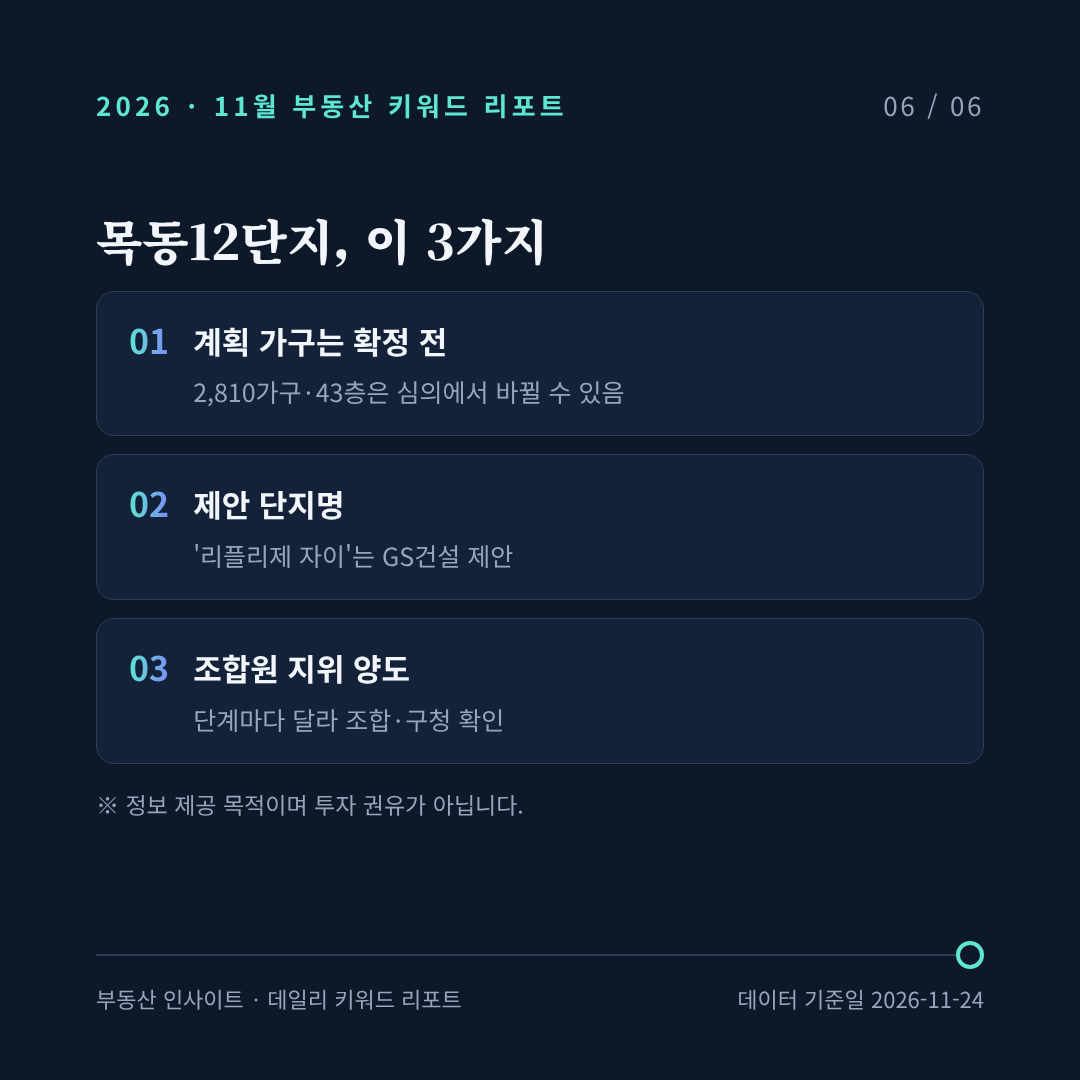 2026 · 11월 부동산 키워드 리포트
06 / 06
목동12단지, 이 3가지
01 계획 가구는 확정 전
2,810가구·43층은 심의에서 바뀔 수 있음
02 제안 단지명
'리플리제 자이'는 GS건설 제안
03 조합원 지위 양도
단계마다 달라 조합·구청 확인
※ 정보 제공 목적이며 투자 권유가 아닙니다.
부동산 인사이트 · 데일리 키워드 리포트
데이터 기준일 2026-11-24